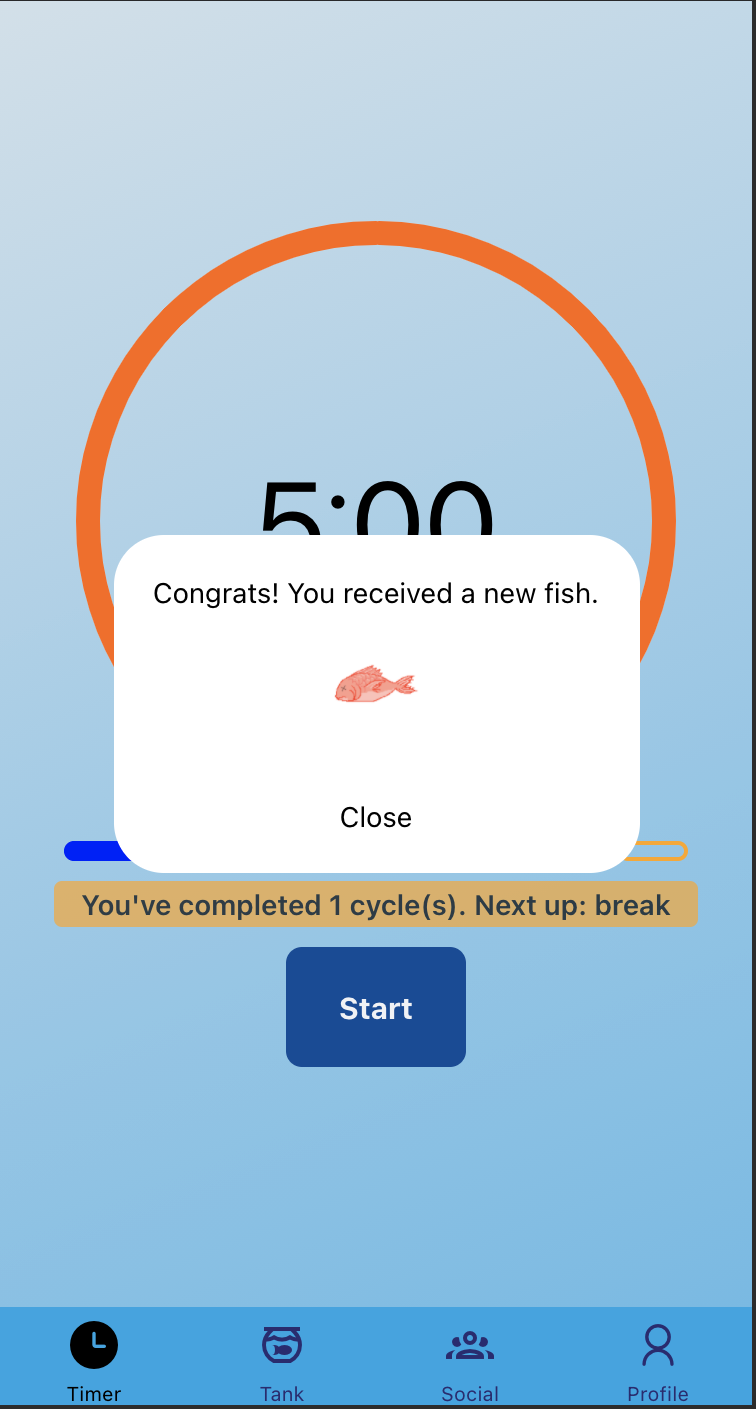 5:00
Congrats! You received a new fish.
Close
You've completed 1 cycle(s). Next up: break
Start
Timer
Tank
Social
Profile